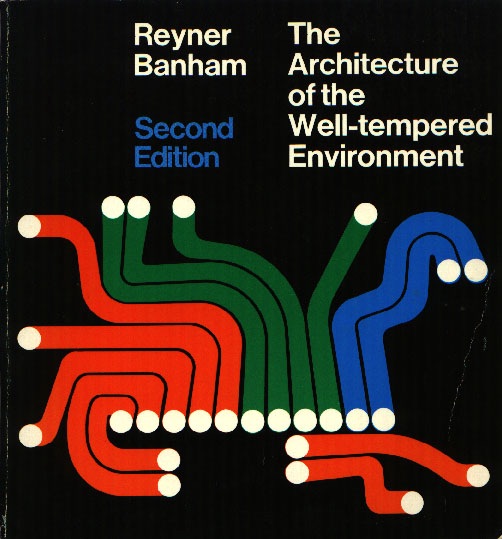 Reyner
Banham
Second
Edition
The
Architecture
of the
Well-tempered
Environment